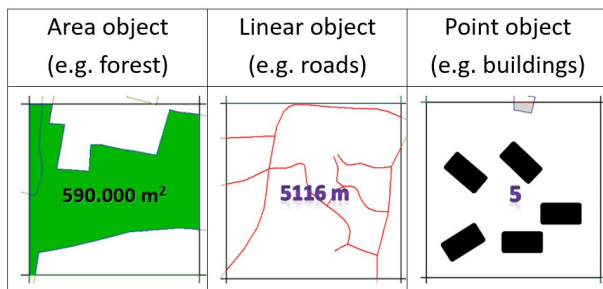 Area object
(e.g. forest)
Linear object
(e.g. roads)
Point object
(e.g. buildings)
590.000 m²
5116 m
5